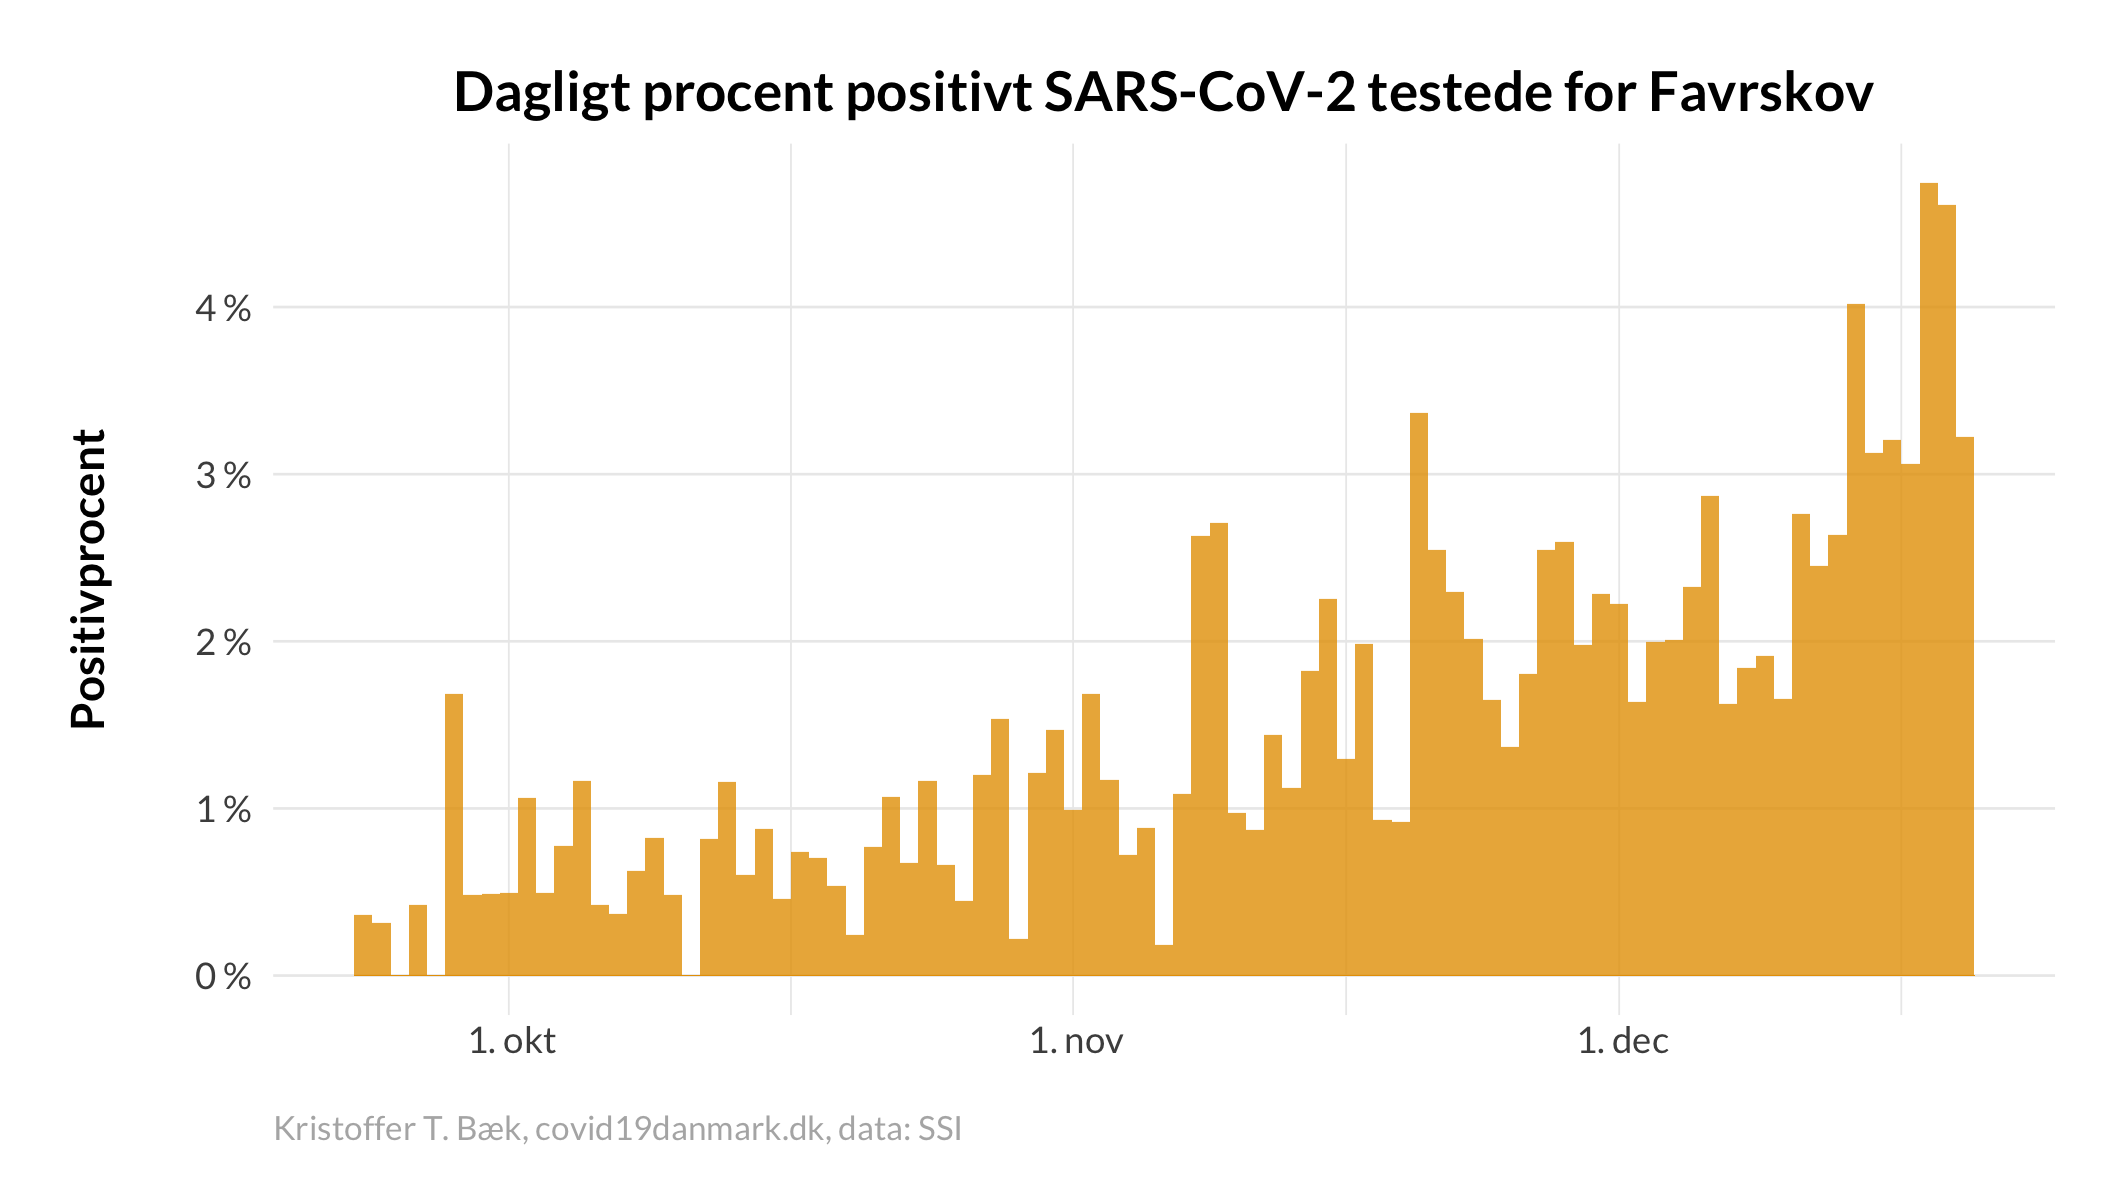 Dagligt procent positivt SARS-CoV-2 testede for Favrskov
Positivprocent
4 %
3 %
2 %
1 %
0 %
1. okt
1. nov
1. dec
Kristoffer T. Bæk, covid19danmark.dk, data: SSI